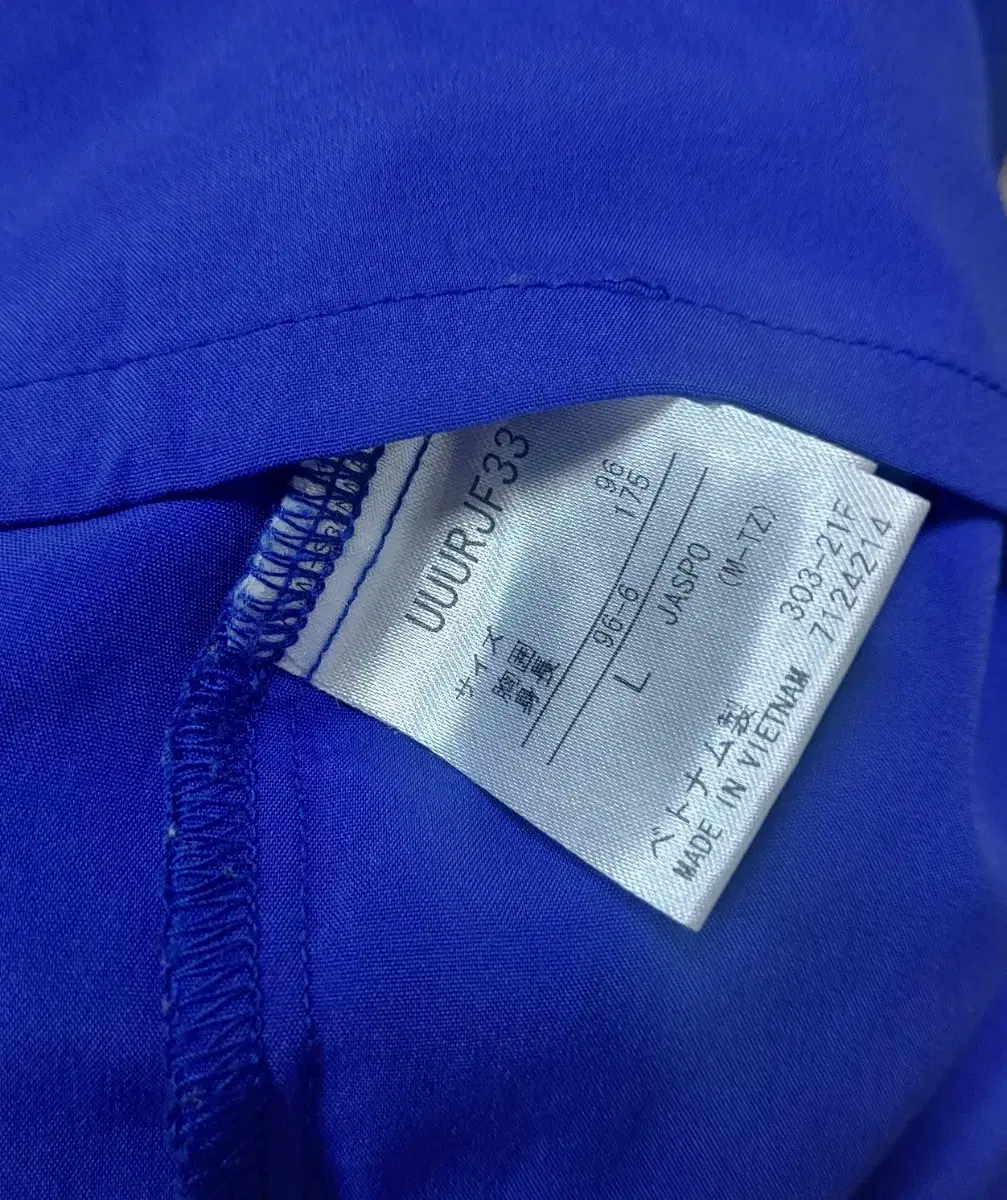 UUURJF33
サイズ
胸囲 96
身長 175
96-6
L JASPO
(M-TZ)
303-21F
ベトナム製 7124214
MADE IN VIETNAM